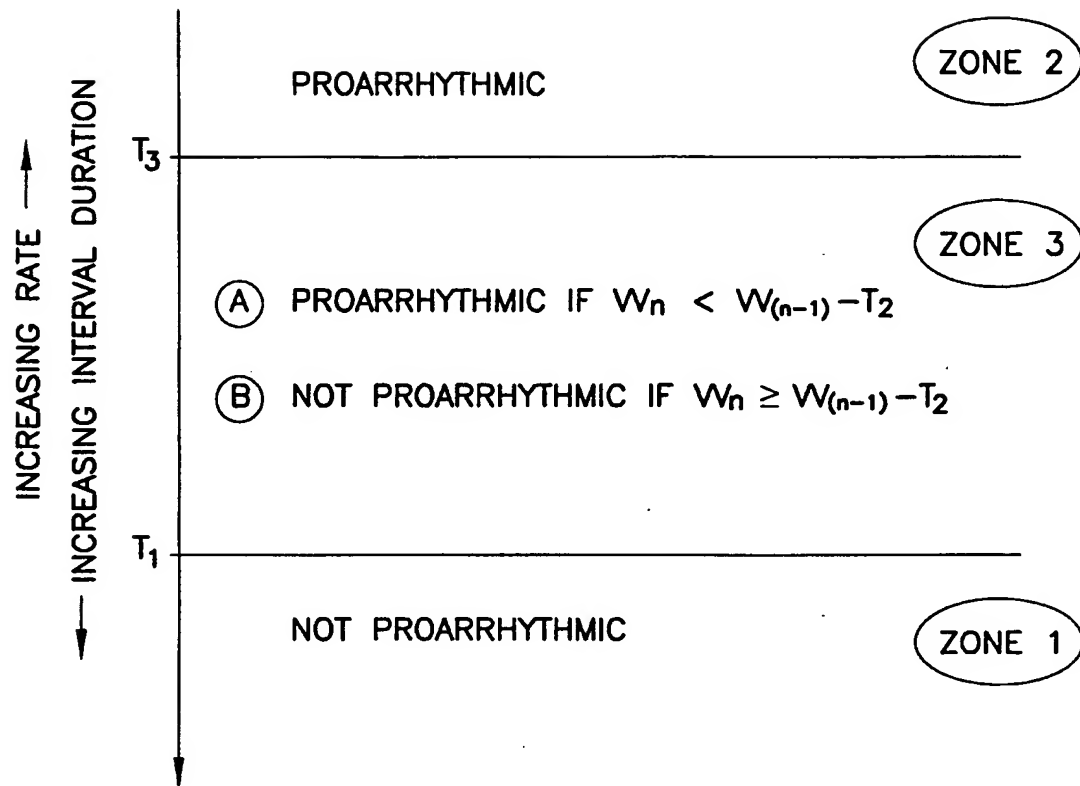 INCREASING RATE →
← INCREASING INTERVAL DURATION
PROARRHYTHMIC
ZONE 2
T₃
ZONE 3
Ⓐ PROARRHYTHMIC IF Wₙ < W₍ₙ₋₁₎ – T₂
Ⓑ NOT PROARRHYTHMIC IF Wₙ ≥ W₍ₙ₋₁₎ – T₂
T₁
NOT PROARRHYTHMIC
ZONE 1